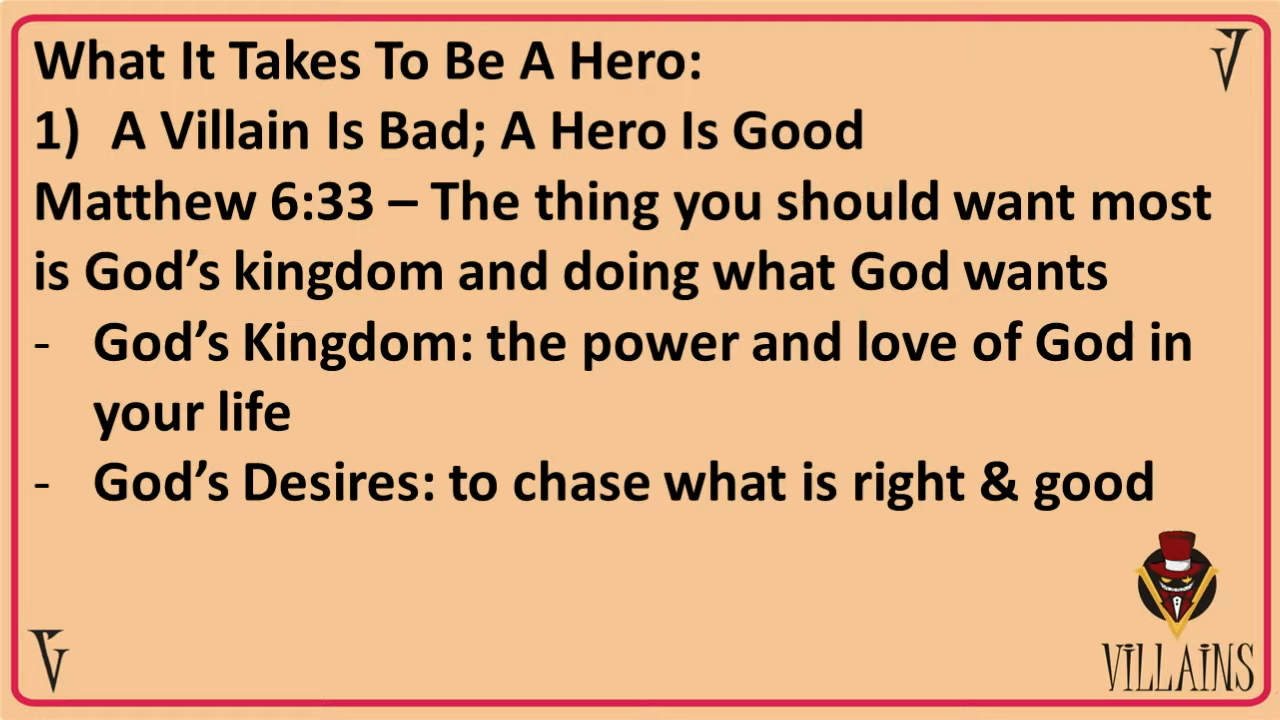 What It Takes To Be A Hero:
1) A Villain Is Bad; A Hero Is Good
Matthew 6:33 – The thing you should want most
is God’s kingdom and doing what God wants
- God’s Kingdom: the power and love of God in
your life
- God’s Desires: to chase what is right & good
VILLAINS